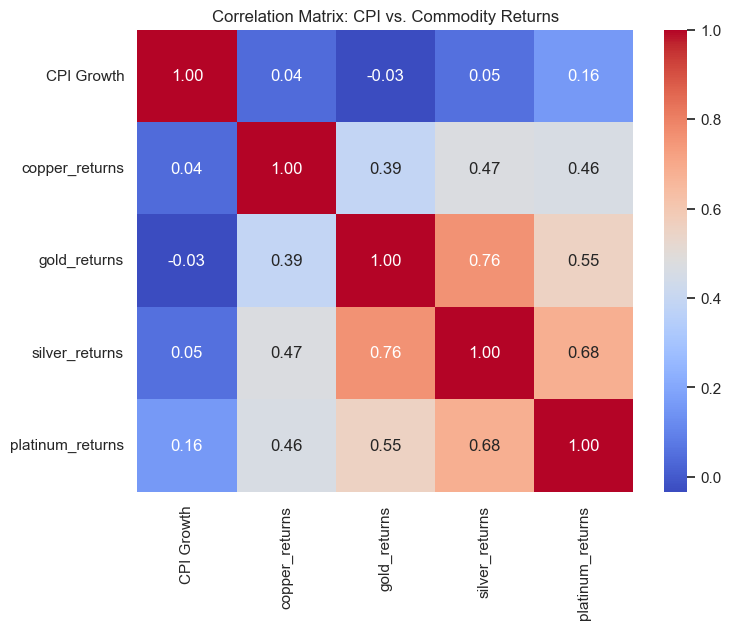 Correlation Matrix: CPI vs. Commodity Returns
CPI Growth 1.00 0.04 -0.03 0.05 0.16
copper_returns 0.04 1.00 0.39 0.47 0.46
gold_returns -0.03 0.39 1.00 0.76 0.55
silver_returns 0.05 0.47 0.76 1.00 0.68
platinum_returns 0.16 0.46 0.55 0.68 1.00
CPI Growth
copper_returns
gold_returns
silver_returns
platinum_returns
1.0
0.8
0.6
0.4
0.2
0.0